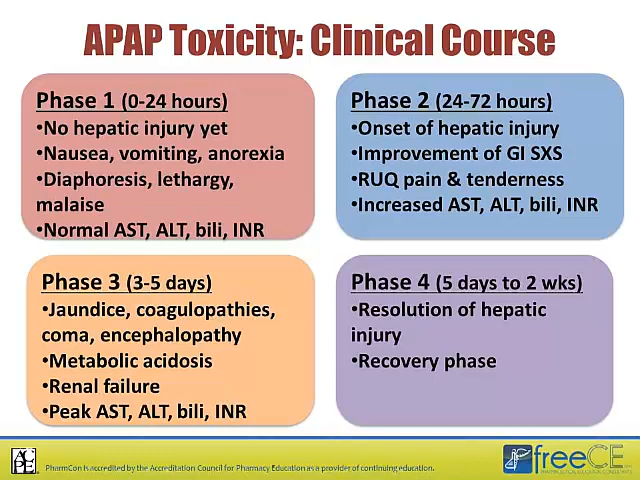 APAP Toxicity: Clinical Course
Phase 1 (0-24 hours)
•No hepatic injury yet
•Nausea, vomiting, anorexia
•Diaphoresis, lethargy,
malaise
•Normal AST, ALT, bili, INR
Phase 2 (24-72 hours)
•Onset of hepatic injury
•Improvement of GI SXS
•RUQ pain & tenderness
•Increased AST, ALT, bili, INR
Phase 3 (3-5 days)
•Jaundice, coagulopathies,
coma, encephalopathy
•Metabolic acidosis
•Renal failure
•Peak AST, ALT, bili, INR
Phase 4 (5 days to 2 wks)
•Resolution of hepatic
injury
•Recovery phase
ACPE
PharmCon is accredited by the Accreditation Council for Pharmacy Education as a provider of continuing education.
freeCE